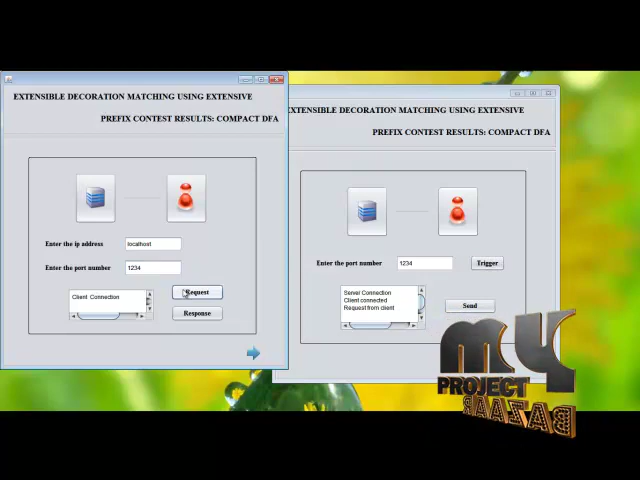 EXTENSIBLE DECORATION MATCHING USING EXTENSIVE
PREFIX CONTEST RESULTS: COMPACT DFA
Enter the ip address
localhost
Enter the port number
1234
Client Connection
Request
Response
EXTENSIBLE DECORATION MATCHING USING EXTENSIVE
PREFIX CONTEST RESULTS: COMPACT DFA
Enter the port number
1234
Trigger
Server Connection
Client connected
Request from client
Send
MY
PROJECT
BAZAAR